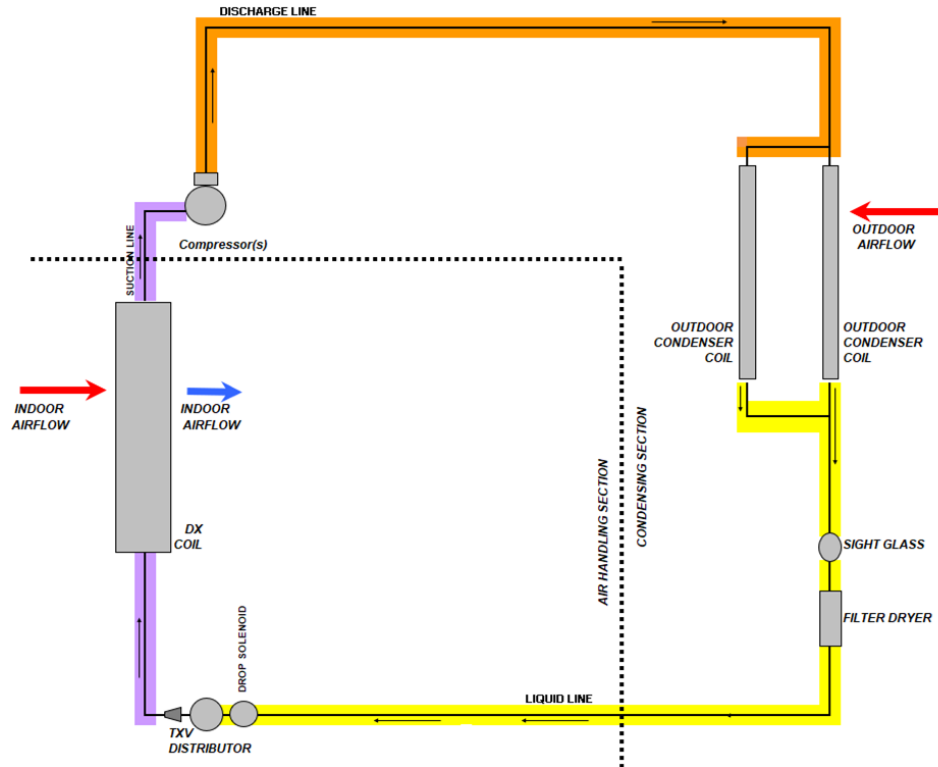 DISCHARGE LINE
SUCTION LINE
Compressor(s)
OUTDOOR
AIRFLOW
OUTDOOR
CONDENSER
COIL
OUTDOOR
CONDENSER
COIL
INDOOR
AIRFLOW
INDOOR
AIRFLOW
DX
COIL
AIR HANDLING SECTION
CONDENSING SECTION
SIGHT GLASS
FILTER DRYER
DROP SOLENOID
LIQUID LINE
TXV
DISTRIBUTOR